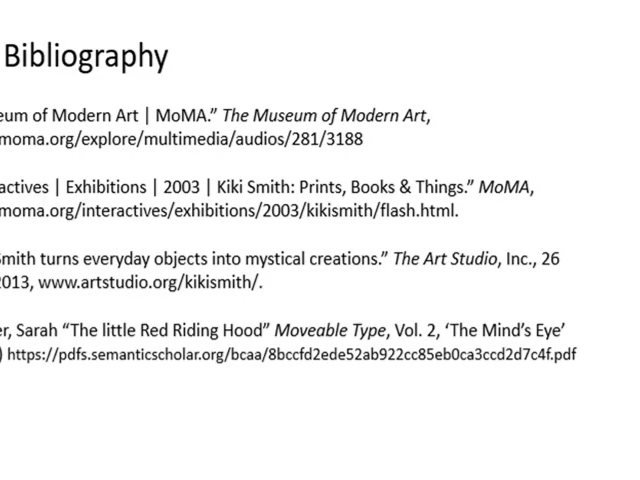 Bibliography
eum of Modern Art | MoMA.” The Museum of Modern Art,
moma.org/explore/multimedia/audios/281/3188
actives | Exhibitions | 2003 | Kiki Smith: Prints, Books & Things.” MoMA,
moma.org/interactives/exhibitions/2003/kikismith/flash.html.
Smith turns everyday objects into mystical creations.” The Art Studio, Inc., 26
2013, www.artstudio.org/kikismith/.
er, Sarah “The little Red Riding Hood” Moveable Type, Vol. 2, ‘The Mind’s Eye’
) https://pdfs.semanticscholar.org/bcaa/8bccfd2ede52ab922cc85eb0ca3ccd2d7c4f.pdf